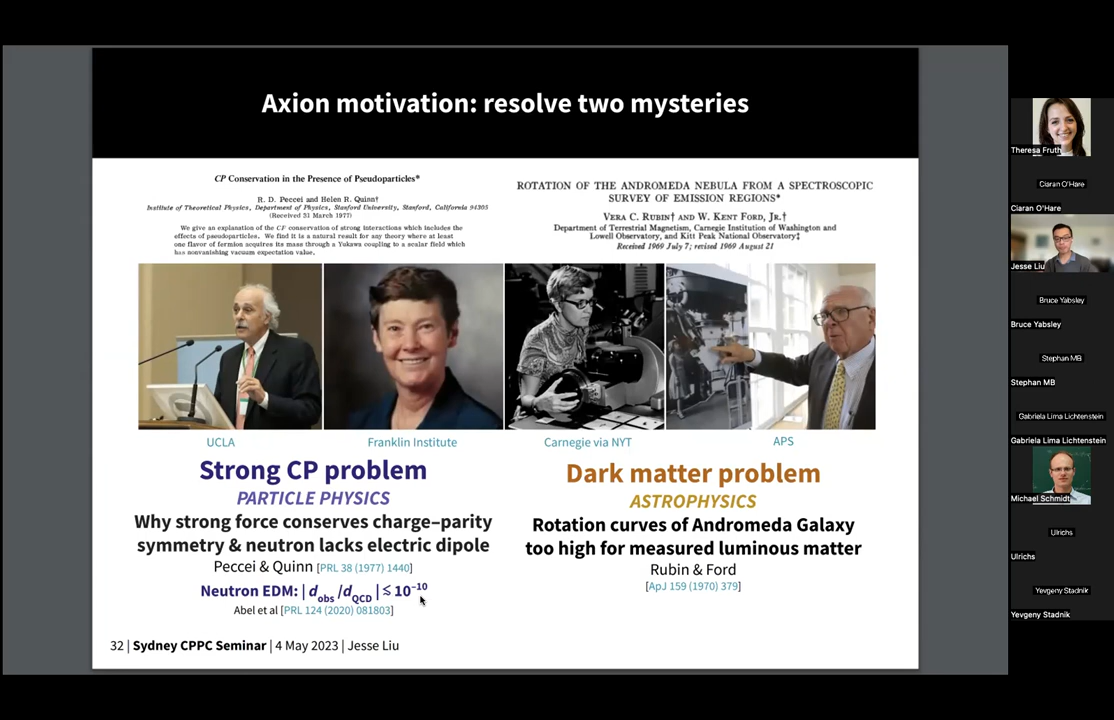 Axion motivation: resolve two mysteries
CP Conservation in the Presence of Pseudoparticles*
R. D. Peccei and Helen R. Quinn†
Institute of Theoretical Physics, Department of Physics, Stanford University, Stanford, California 94305
(Received 31 March 1977)
We give an explanation of the CP conservation of strong interactions which includes the
effects of pseudoparticles. We find it is a natural result for any theory where at least
one flavor of fermion acquires its mass through a Yukawa coupling to a scalar field which
has nonvanishing vacuum expectation value.
ROTATION OF THE ANDROMEDA NEBULA FROM A SPECTROSCOPIC
SURVEY OF EMISSION REGIONS*
VERA C. RUBIN† AND W. KENT FORD, JR.†
Department of Terrestrial Magnetism, Carnegie Institution of Washington and
Lowell Observatory, and Kitt Peak National Observatory‡
Received 1969 July 7; revised 1969 August 21
UCLA
Franklin Institute
Carnegie via NYT
APS
Strong CP problem
PARTICLE PHYSICS
Why strong force conserves charge–parity
symmetry & neutron lacks electric dipole
Peccei & Quinn [PRL 38 (1977) 1440]
Neutron EDM: | d_obs / d_QCD | ≲ 10⁻¹⁰
Abel et al [PRL 124 (2020) 081803]
Dark matter problem
ASTROPHYSICS
Rotation curves of Andromeda Galaxy
too high for measured luminous matter
Rubin & Ford
[ApJ 159 (1970) 379]
32 | Sydney CPPC Seminar | 4 May 2023 | Jesse Liu
Theresa Fruth
Ciaran O'Hare
Ciaran O'Hare
Jesse Liu
Bruce Yabsley
Bruce Yabsley
Stephan MB
Stephan MB
Gabriela Lima Lichtenstein
Gabriela Lima Lichtenstein
Michael Schmidt
Ulrichs
Ulrichs
Yevgeny Stadnik
Yevgeny Stadnik